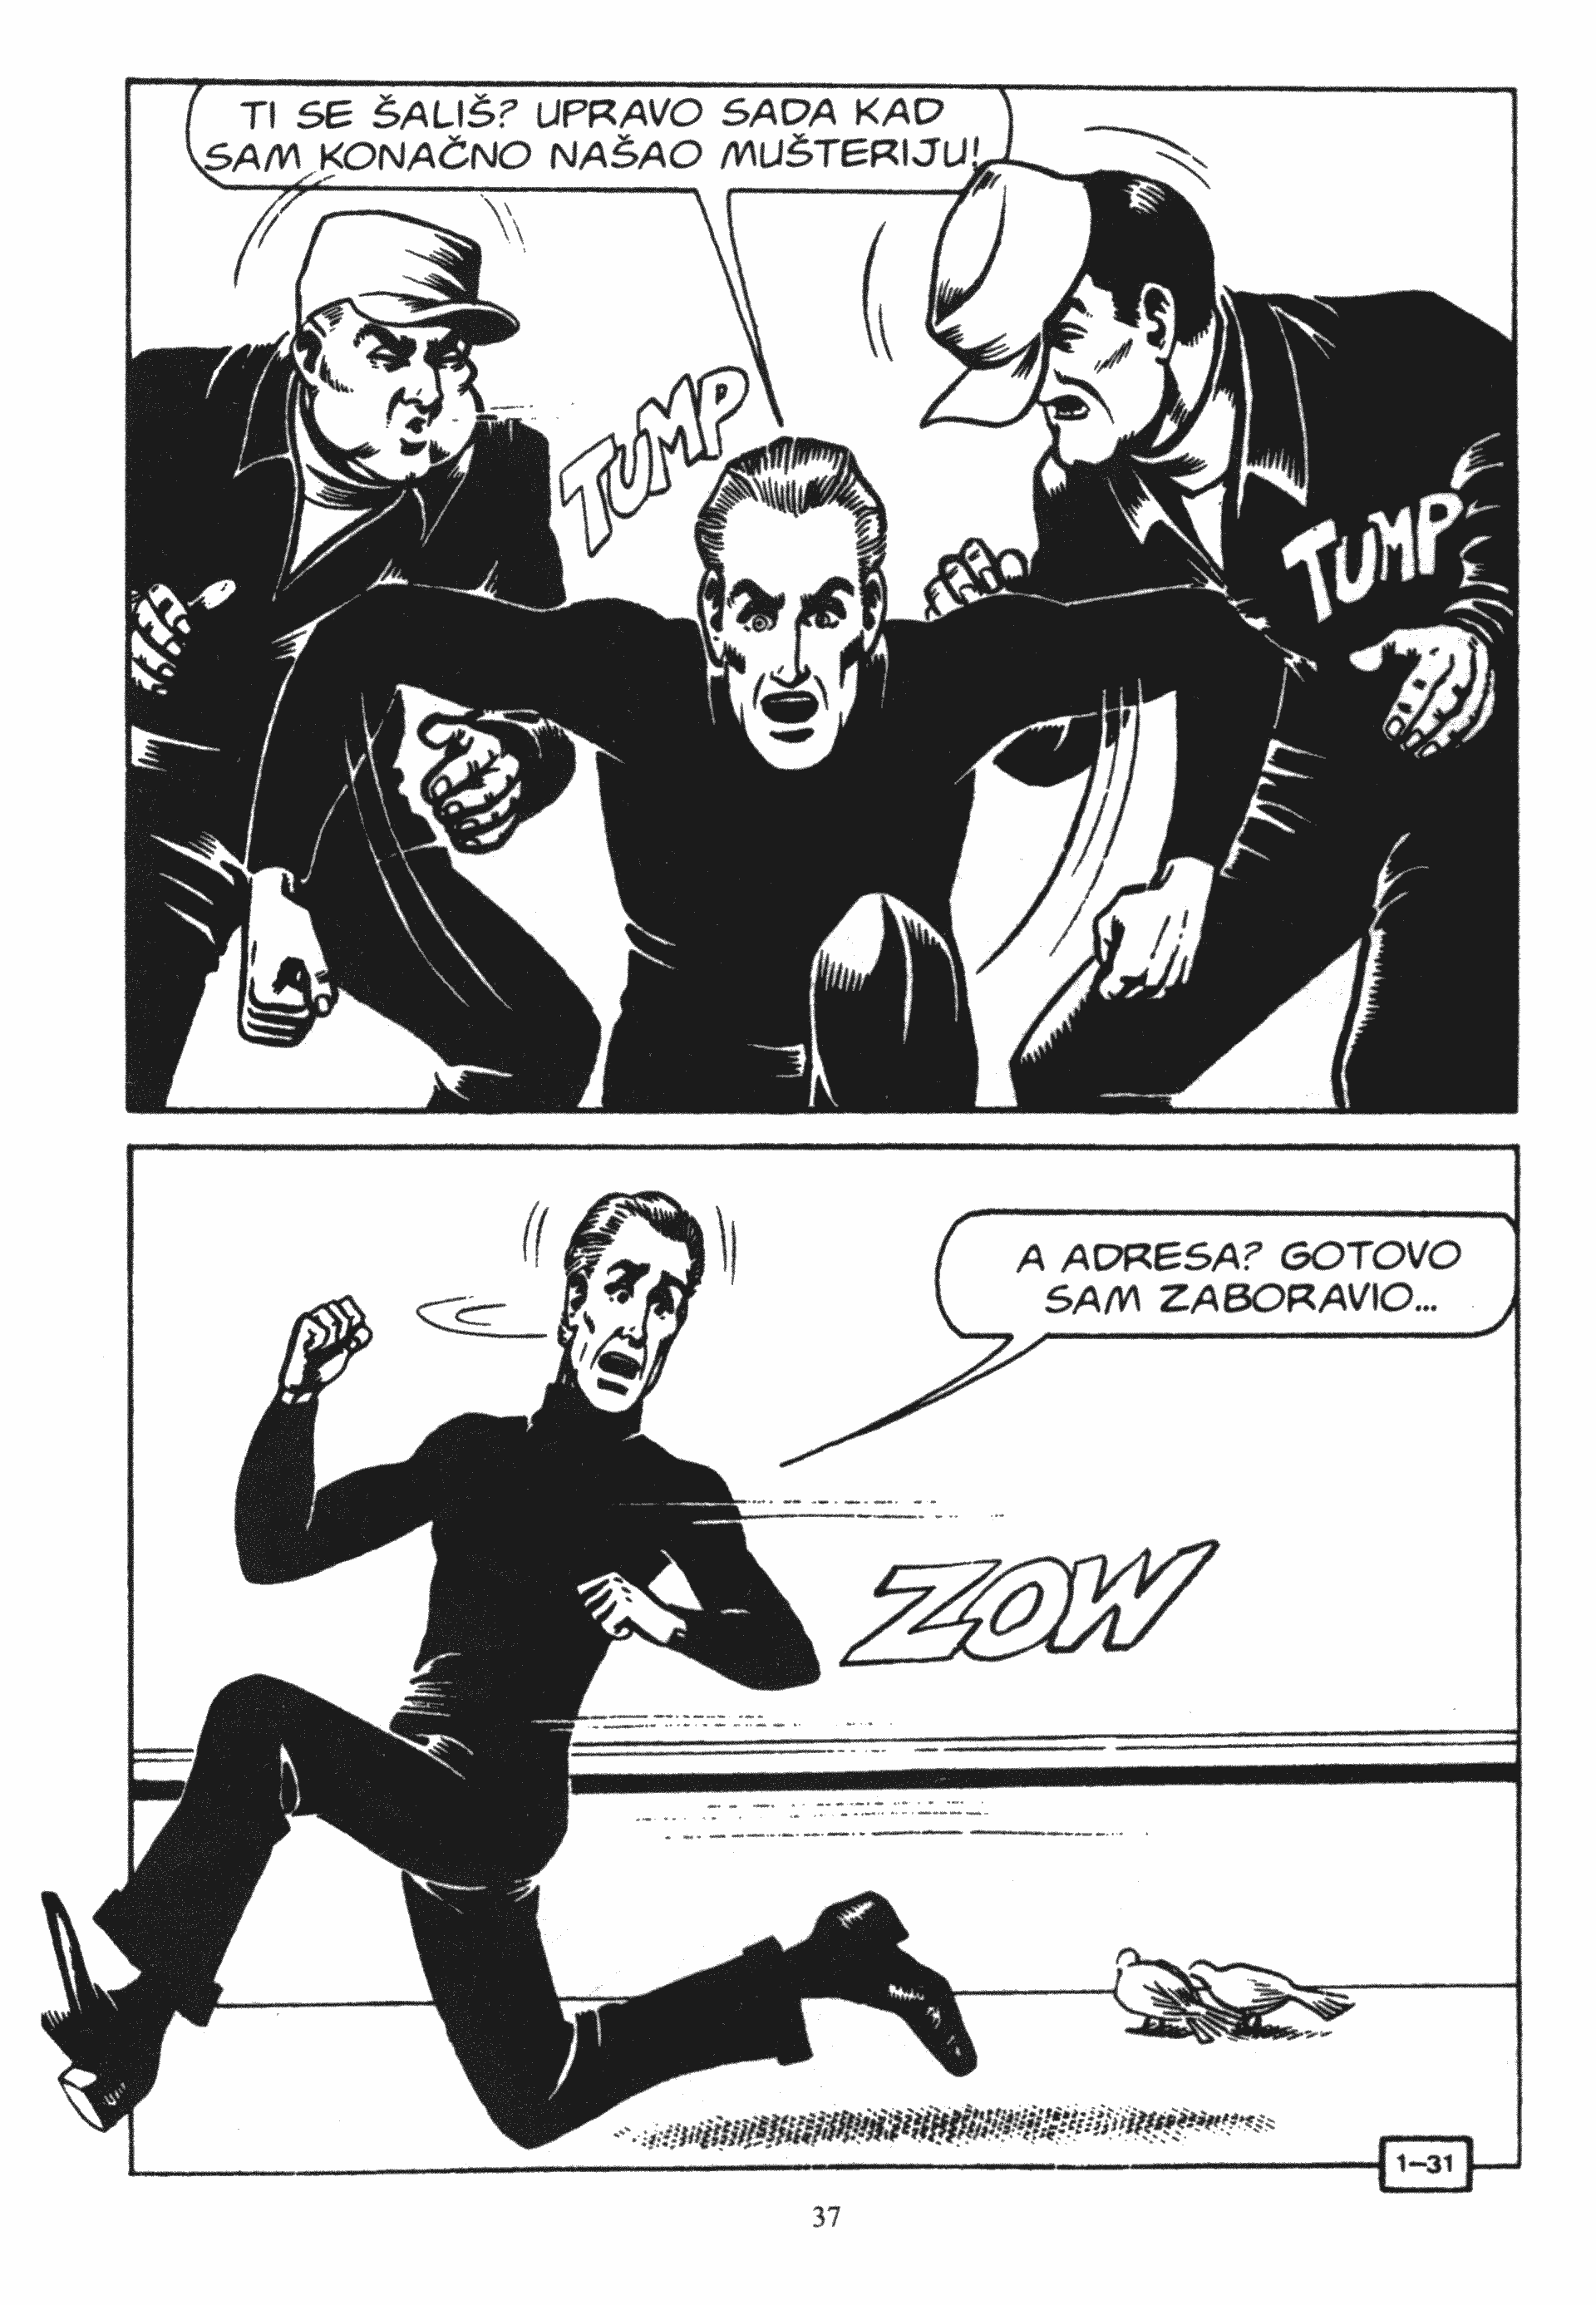 TI SE ŠALIŠ? UPRAVO SADA KAD
SAM KONAČNO NAŠAO MUŠTERIJU!
TUMP
TUMP
A ADRESA? GOTOVO
SAM ZABORAVIO...
ZOW
1-31
37